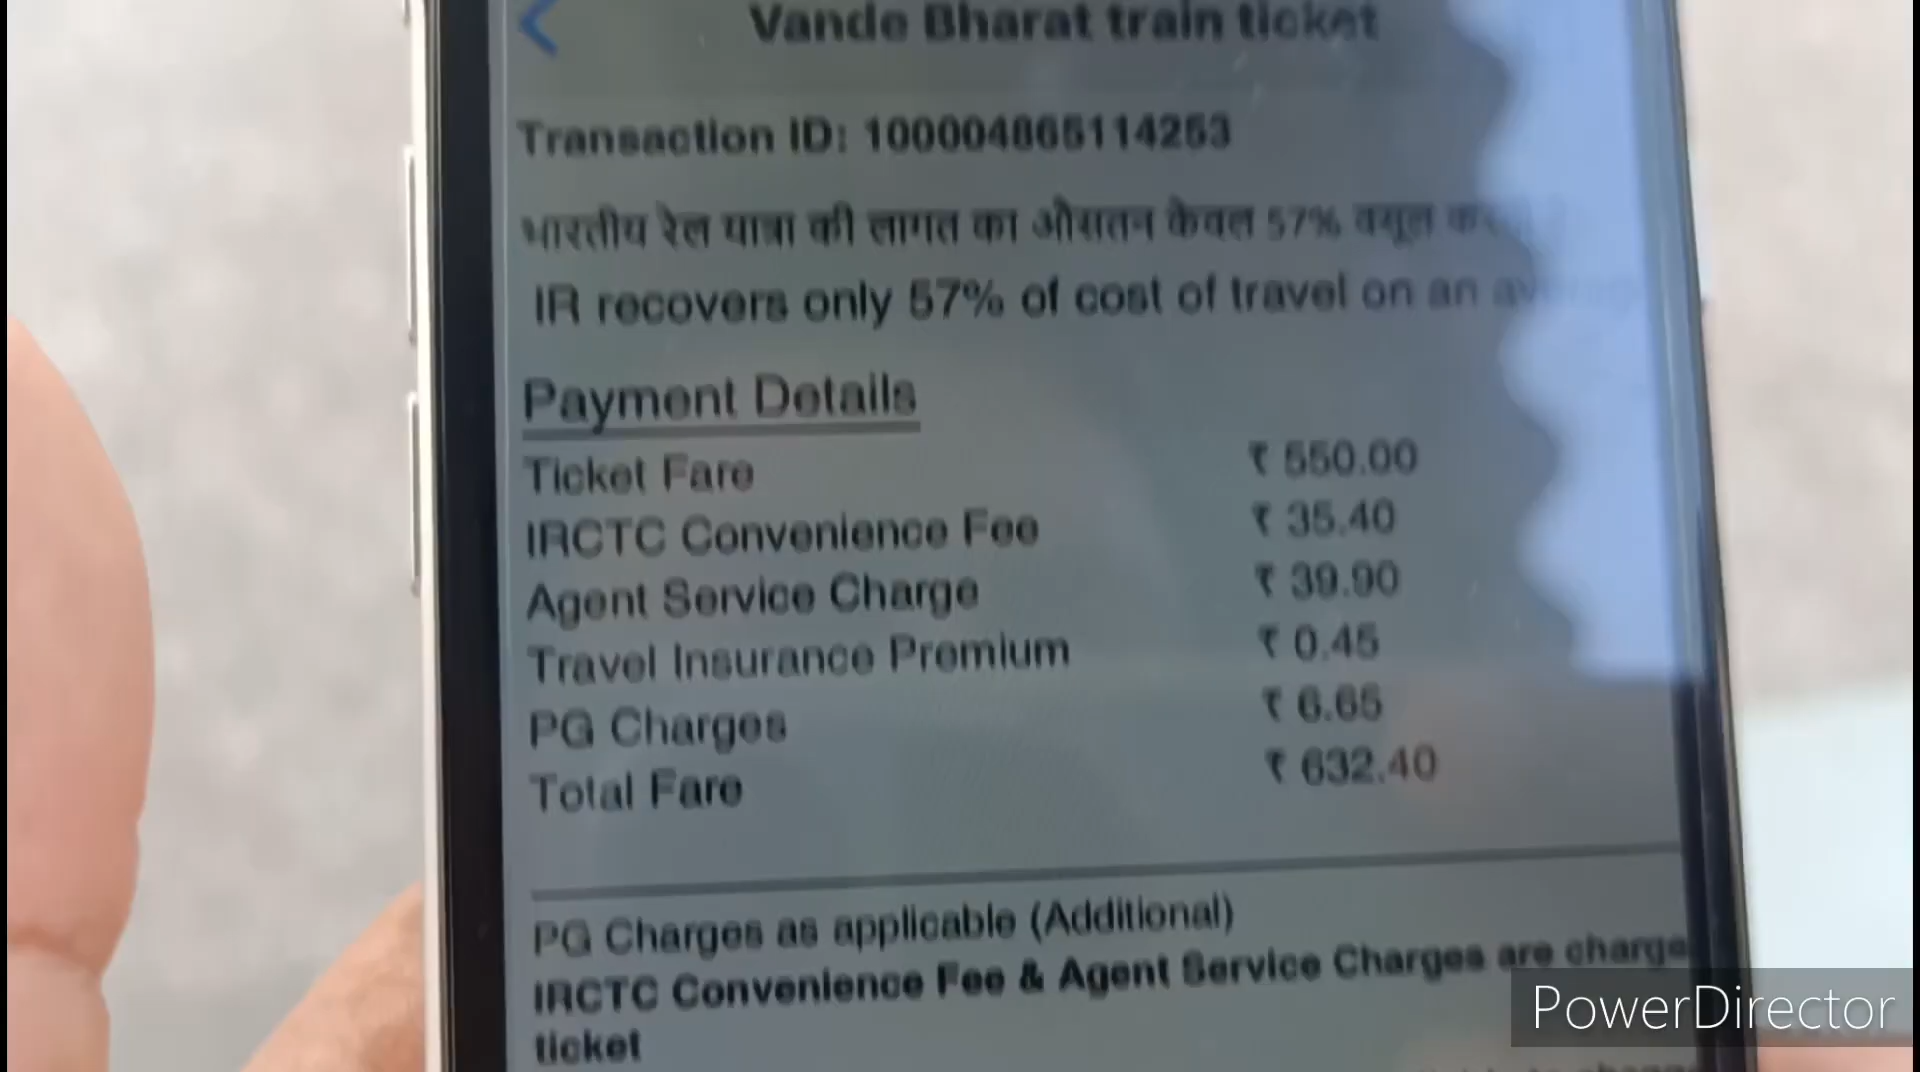 Vande Bharat train ticket
Transaction ID: 100004865114253
भारतीय रेल यात्रा की लागत का औसतन केवल 57% वसूल
IR recovers only 57% of cost of travel on an
Payment Details
Ticket Fare ₹ 550.00
IRCTC Convenience Fee ₹ 35.40
Agent Service Charge ₹ 39.90
Travel Insurance Premium ₹ 0.45
PG Charges ₹ 6.65
Total Fare ₹ 632.40
PG Charges as applicable (Additional)
IRCTC Convenience Fee & Agent Service Charges are charge
ticket
PowerDirector